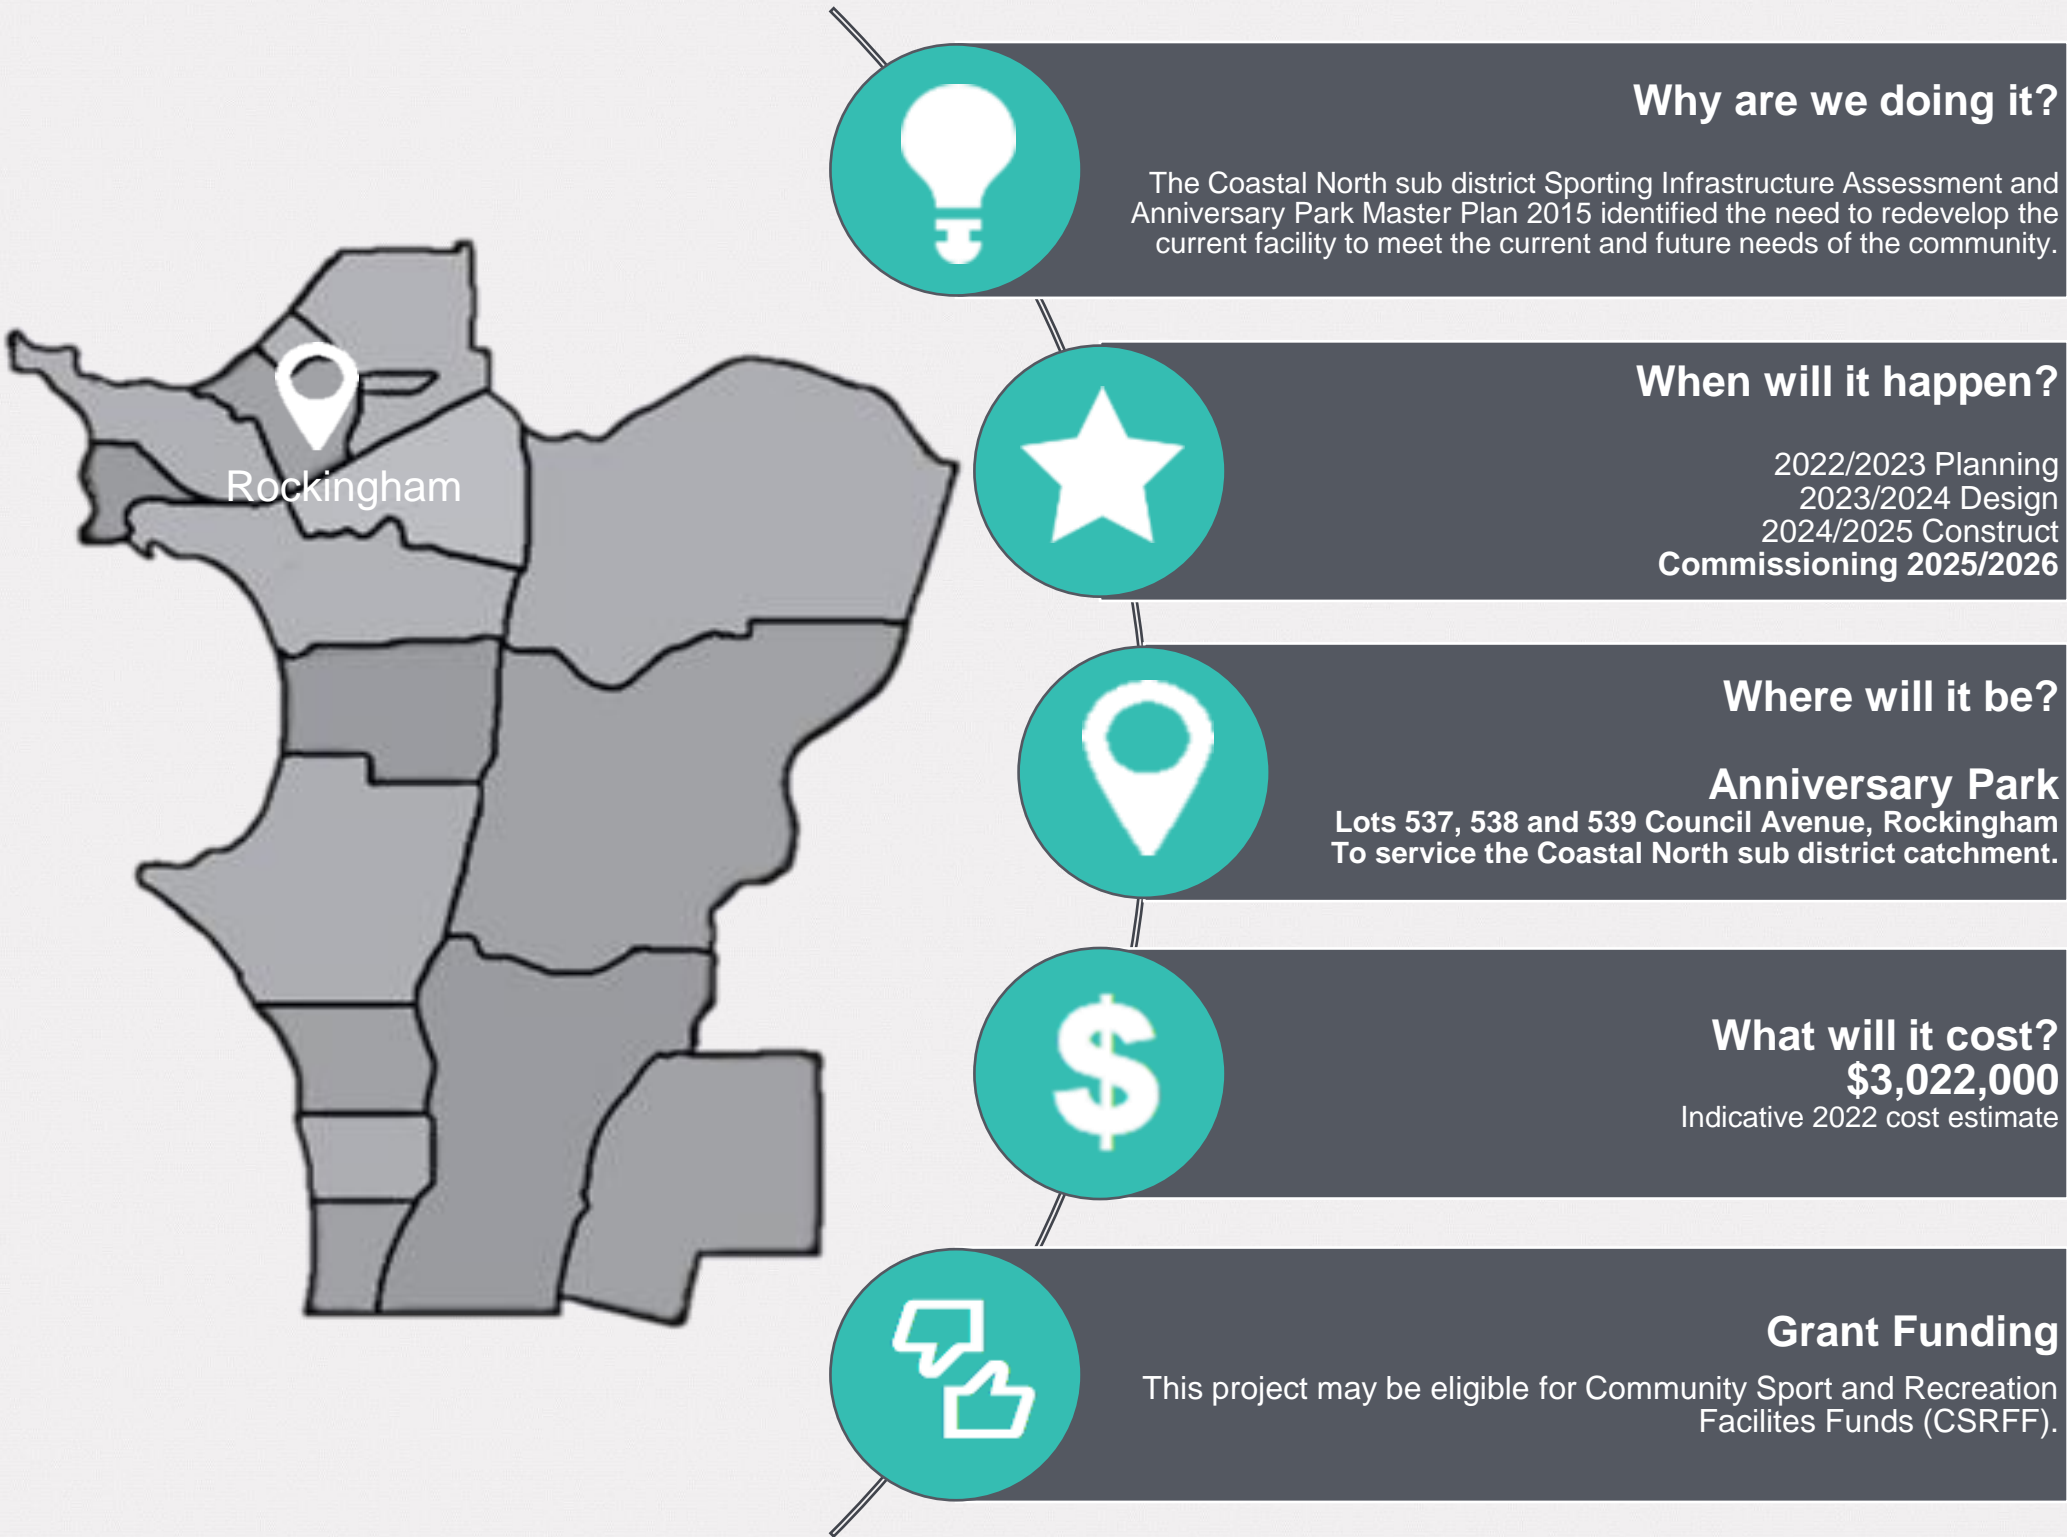 Rockingham
Why are we doing it?
The Coastal North sub district Sporting Infrastructure Assessment and
Anniversary Park Master Plan 2015 identified the need to redevelop the
current facility to meet the current and future needs of the community.
When will it happen?
2022/2023 Planning
2023/2024 Design
2024/2025 Construct
Commissioning 2025/2026
Where will it be?
Anniversary Park
Lots 537, 538 and 539 Council Avenue, Rockingham
To service the Coastal North sub district catchment.
$
What will it cost?
$3,022,000
Indicative 2022 cost estimate
Grant Funding
This project may be eligible for Community Sport and Recreation
Facilites Funds (CSRFF).